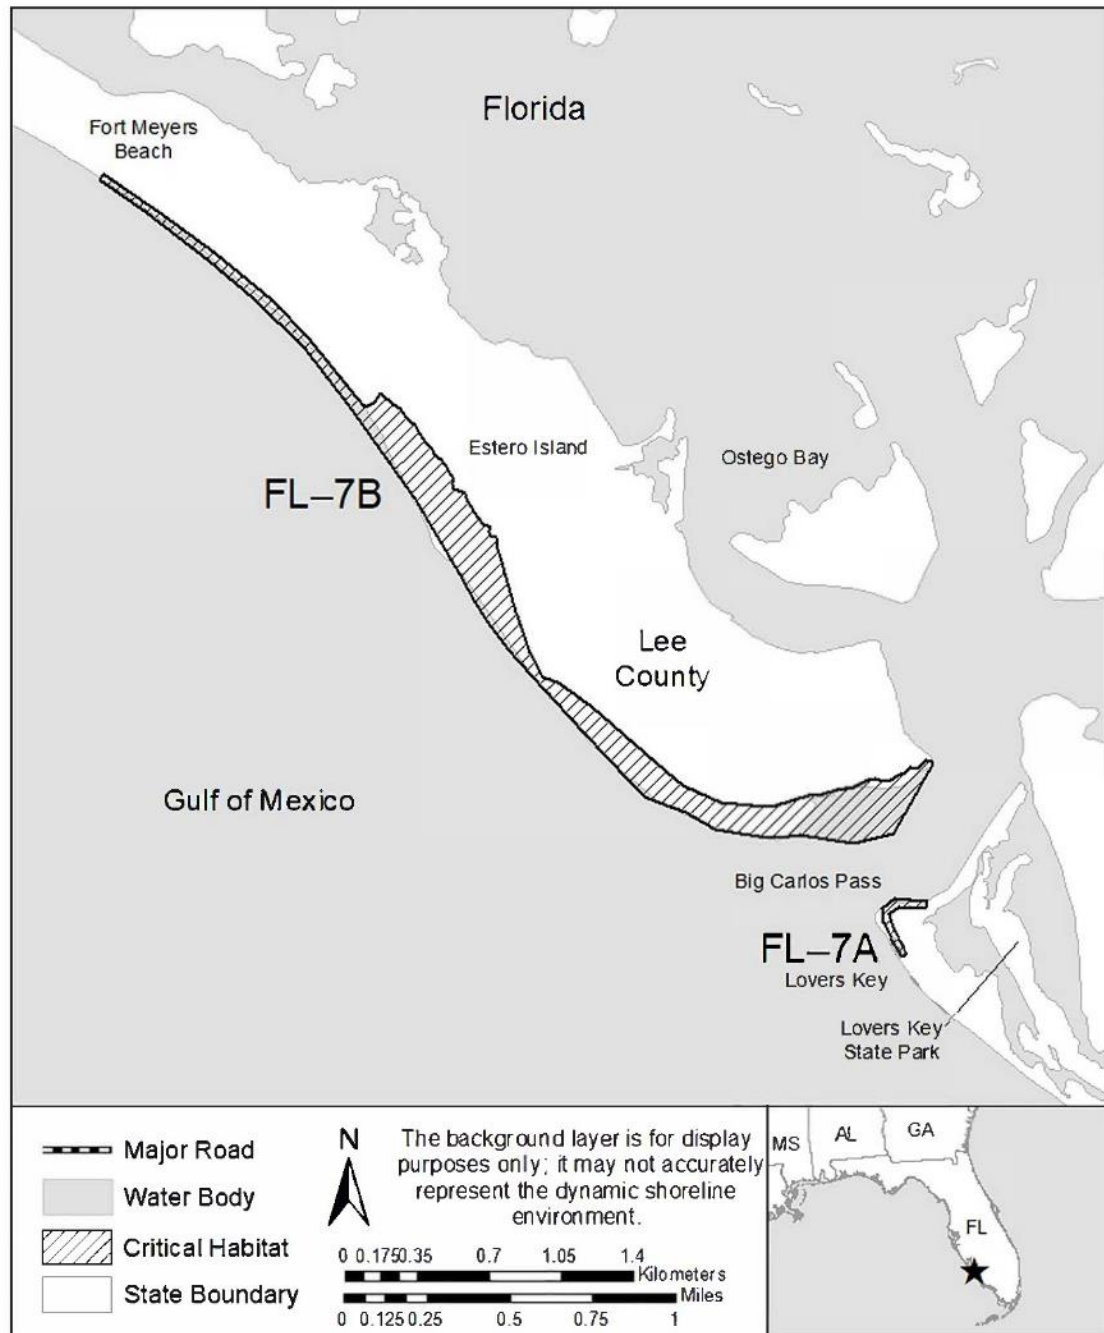 Florida
Fort Meyers
Beach
Estero Island
Ostego Bay
FL–7B
Lee
County
Gulf of Mexico
Big Carlos Pass
FL–7A
Lovers Key
Lovers Key
State Park
Major Road
Water Body
Critical Habitat
State Boundary
N
The background layer is for display
purposes only; it may not accurately
represent the dynamic shoreline
environment.
0 0.175 0.35 0.7 1.05 1.4
Kilometers
Miles
0 0.125 0.25 0.5 0.75 1
MS
AL
GA
FL